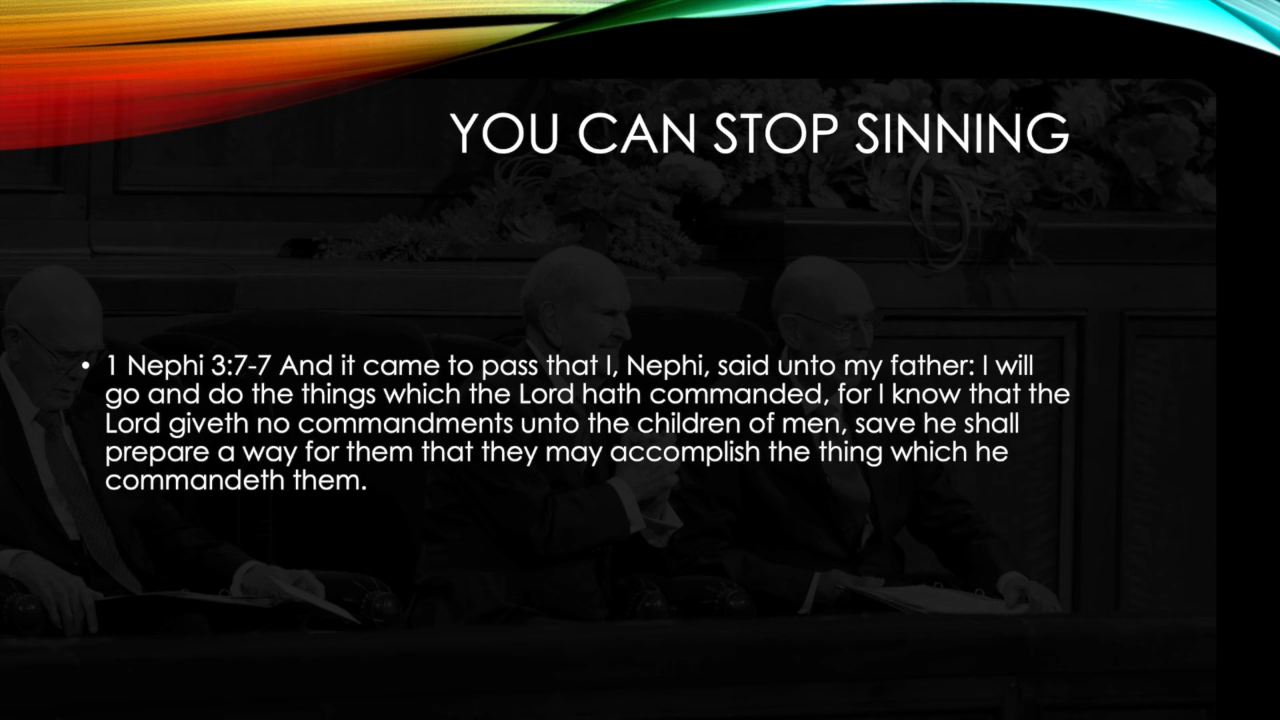 YOU CAN STOP SINNING
• 1 Nephi 3:7-7 And it came to pass that I, Nephi, said unto my father: I will
go and do the things which the Lord hath commanded, for I know that the
Lord giveth no commandments unto the children of men, save he shall
prepare a way for them that they may accomplish the thing which he
commandeth them.